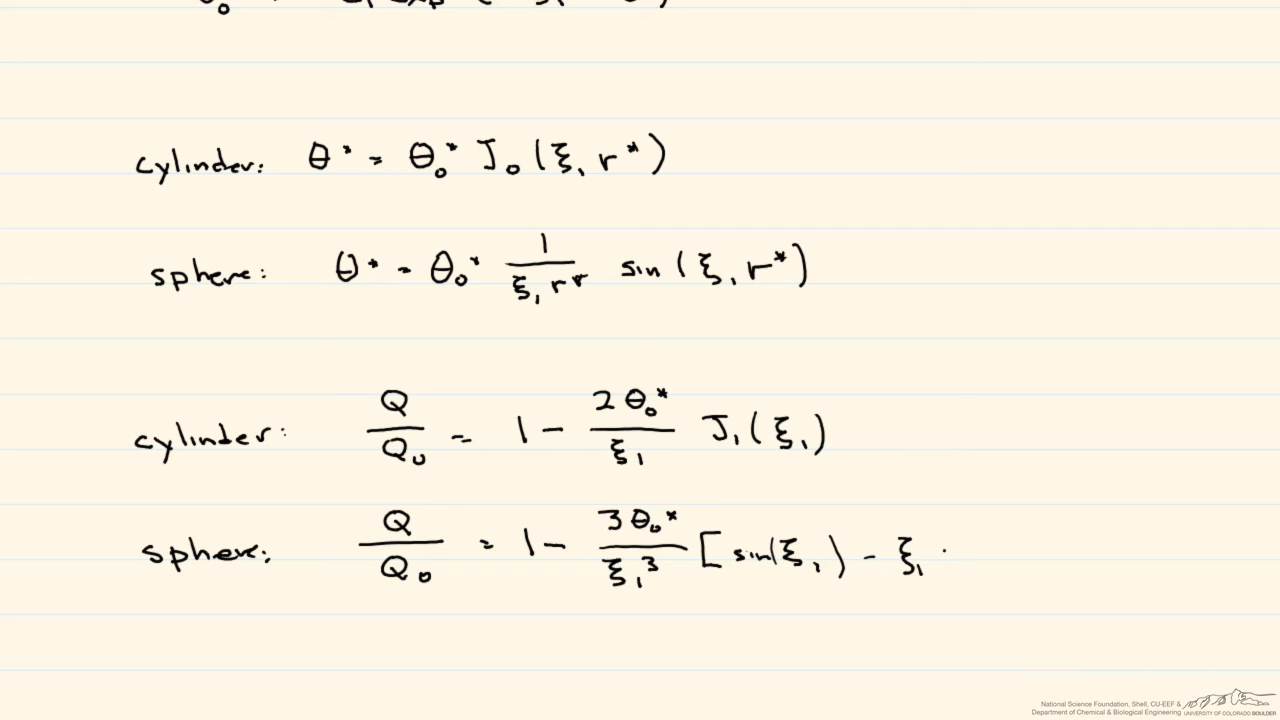 cylinder: θ* = θ₀* J₀ (ξ₁ r*)
sphere: θ* = θ₀* 1/(ξ₁ r*) sin (ξ₁ r*)
cylinder: Q/Q₀ = 1 - 2θ₀*/ξ₁ J₁ (ξ₁)
sphere: Q/Q₀ = 1 - 3θ₀*/ξ₁³ [sin(ξ₁) - ξ₁ ·
National Science Foundation, Shell, CU-EEF &
Department of Chemical & Biological Engineering UNIVERSITY OF COLORADO BOULDER